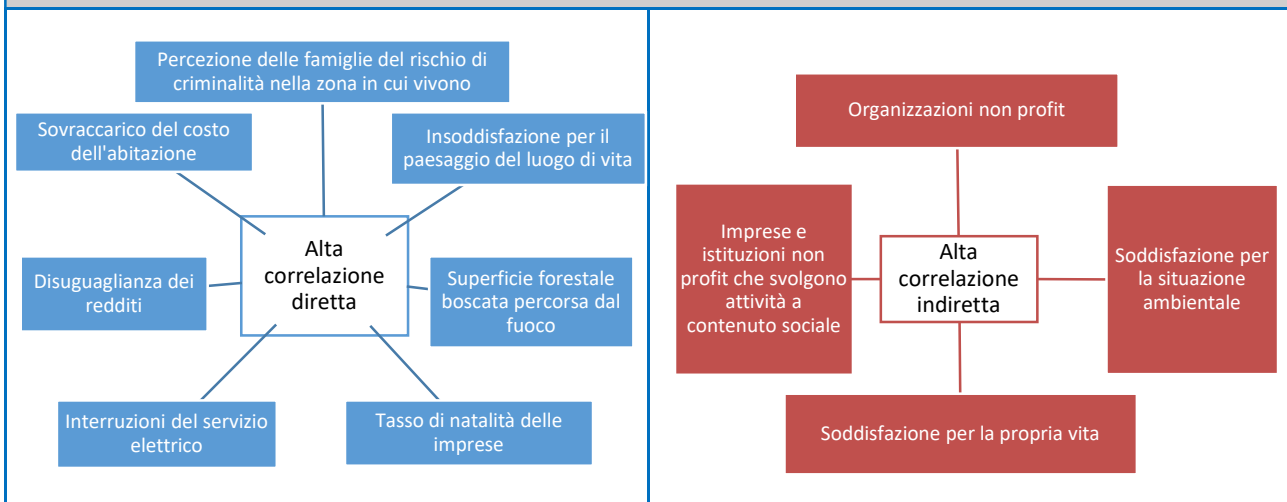 Percezione delle famiglie del rischio di
criminalità nella zona in cui vivono
Sovraccarico del costo
dell'abitazione
Insoddisfazione per il
paesaggio del luogo di vita
Alta
correlazione
diretta
Disuguaglianza dei
redditi
Superficie forestale
boscata percorsa dal
fuoco
Interruzioni del servizio
elettrico
Tasso di natalità delle
imprese
Organizzazioni non profit
Imprese e
istituzioni non
profit che svolgono
attività a
contenuto sociale
Alta
correlazione
indiretta
Soddisfazione per
la situazione
ambientale
Soddisfazione per la propria vita